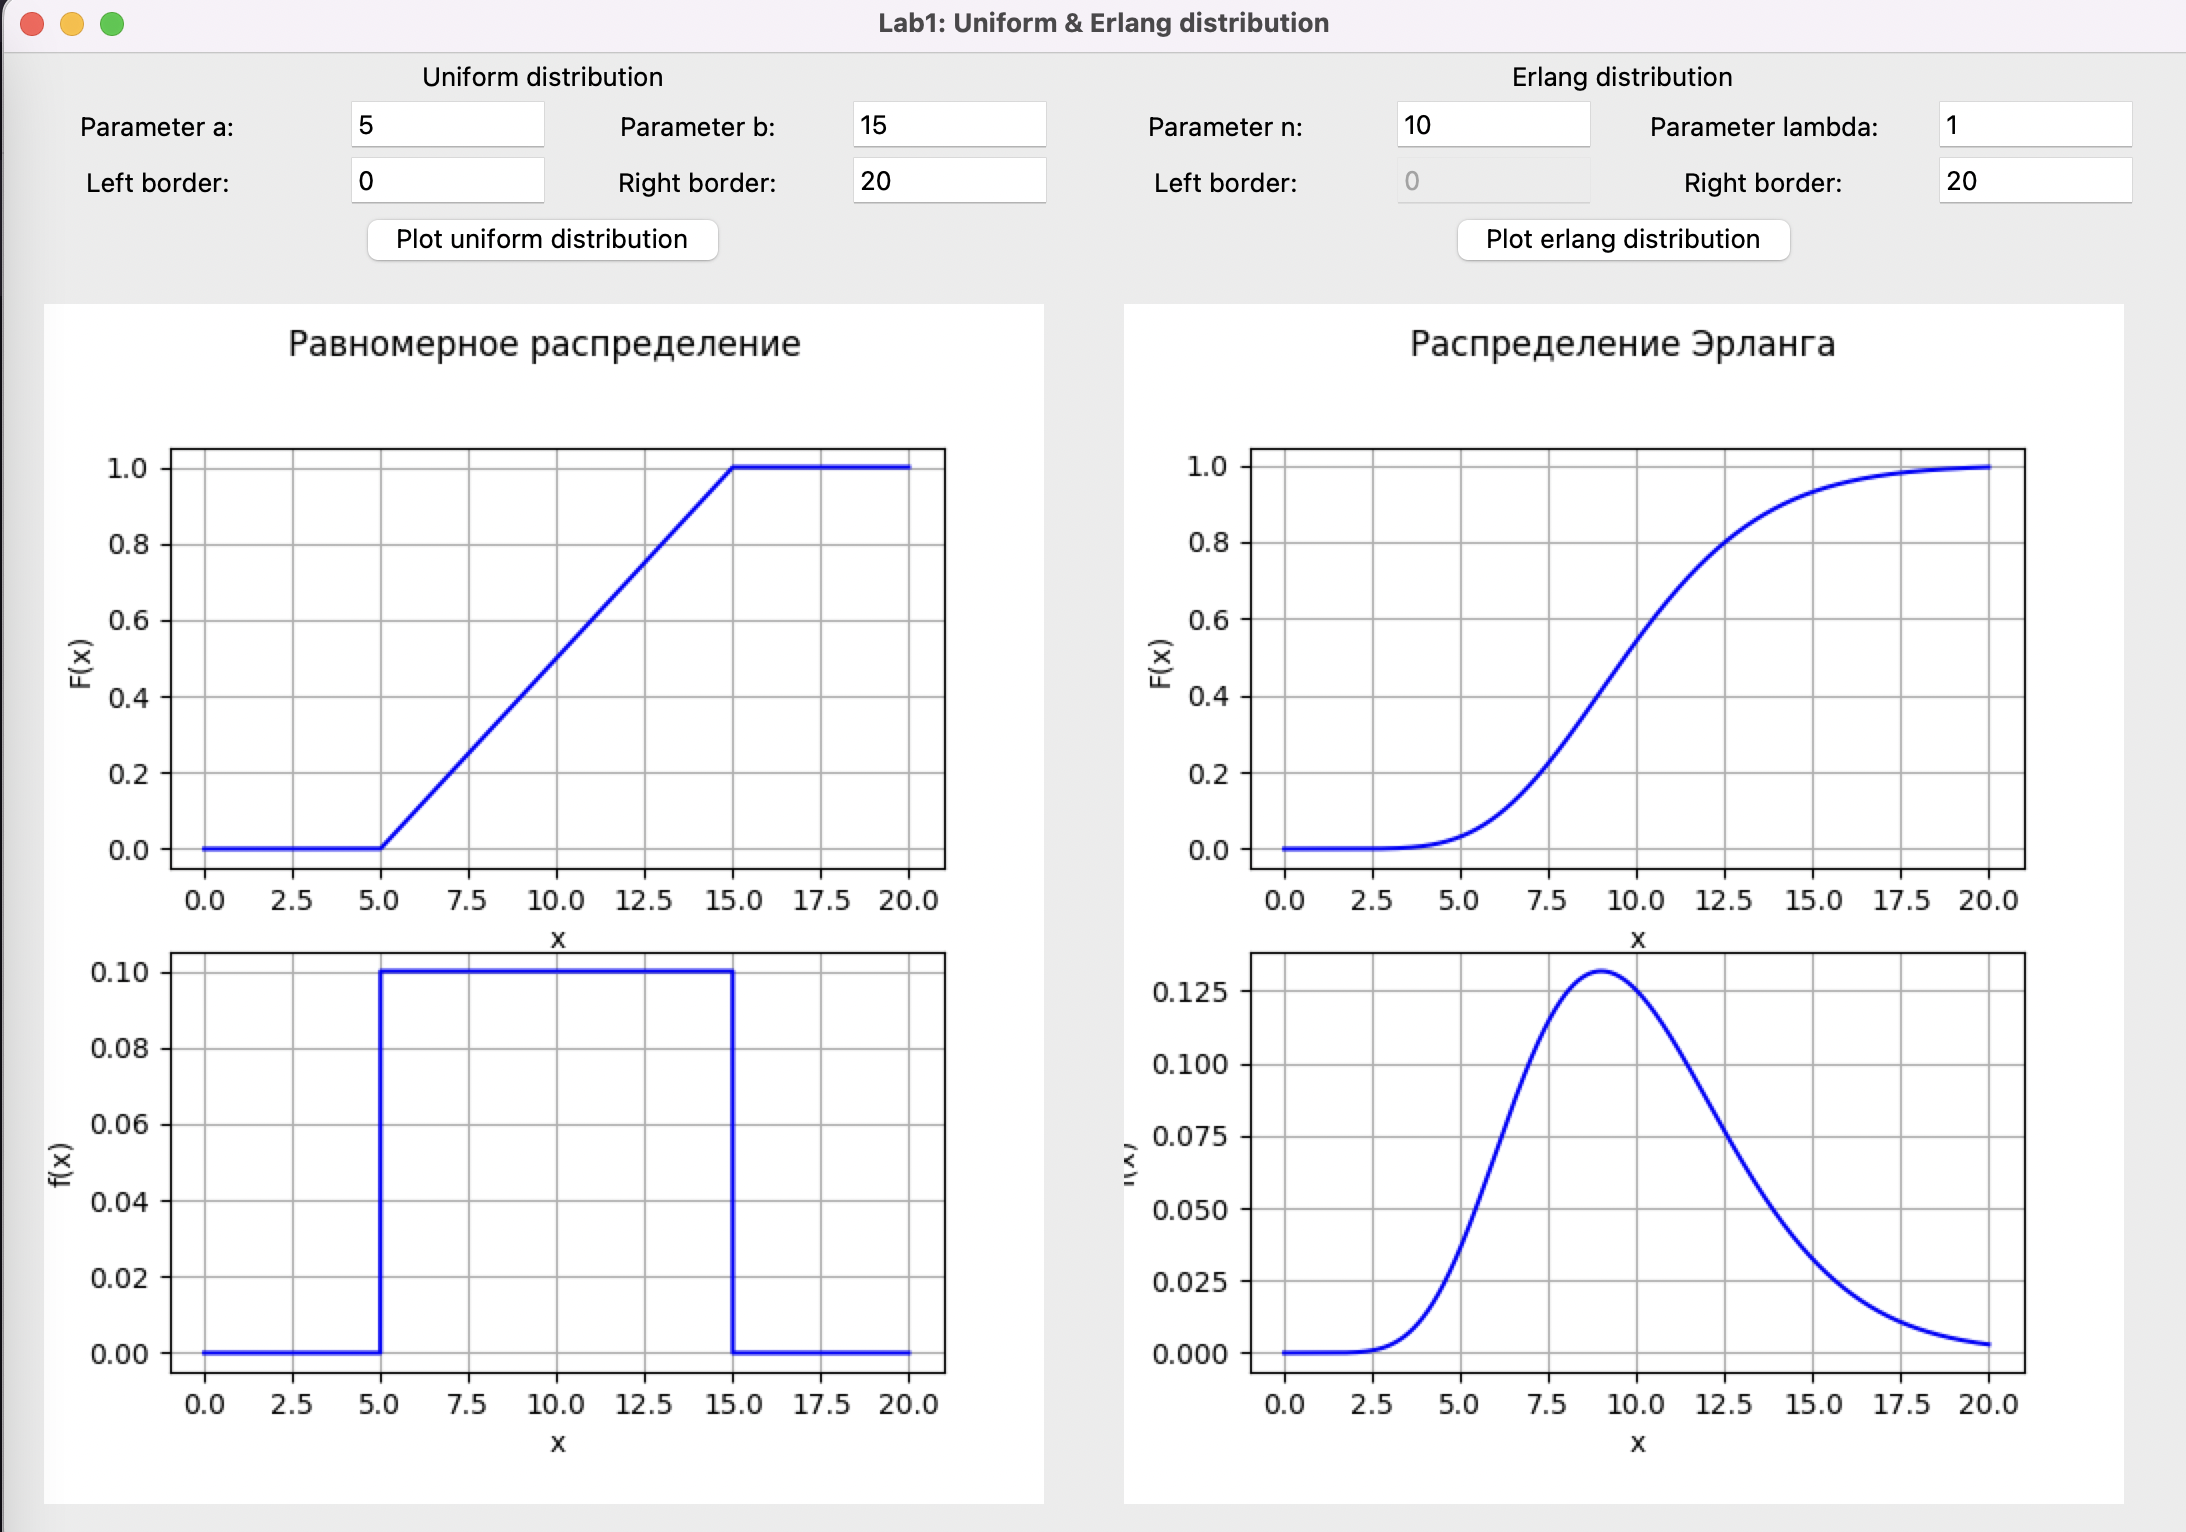 Lab1: Uniform & Erlang distribution
Uniform distribution
Parameter a: 5 Parameter b: 15
Left border: 0 Right border: 20
Plot uniform distribution
Erlang distribution
Parameter n: 10 Parameter lambda: 1
Left border: 0 Right border: 20
Plot erlang distribution
Равномерное распределение
1.0
0.8
0.6
0.4
0.2
0.0
F(x)
0.0 2.5 5.0 7.5 10.0 12.5 15.0 17.5 20.0
x
0.10
0.08
0.06
0.04
0.02
0.00
f(x)
0.0 2.5 5.0 7.5 10.0 12.5 15.0 17.5 20.0
x
Распределение Эрланга
1.0
0.8
0.6
0.4
0.2
0.0
F(x)
0.0 2.5 5.0 7.5 10.0 12.5 15.0 17.5 20.0
x
0.125
0.100
0.075
0.050
0.025
0.000
0.0 2.5 5.0 7.5 10.0 12.5 15.0 17.5 20.0
x